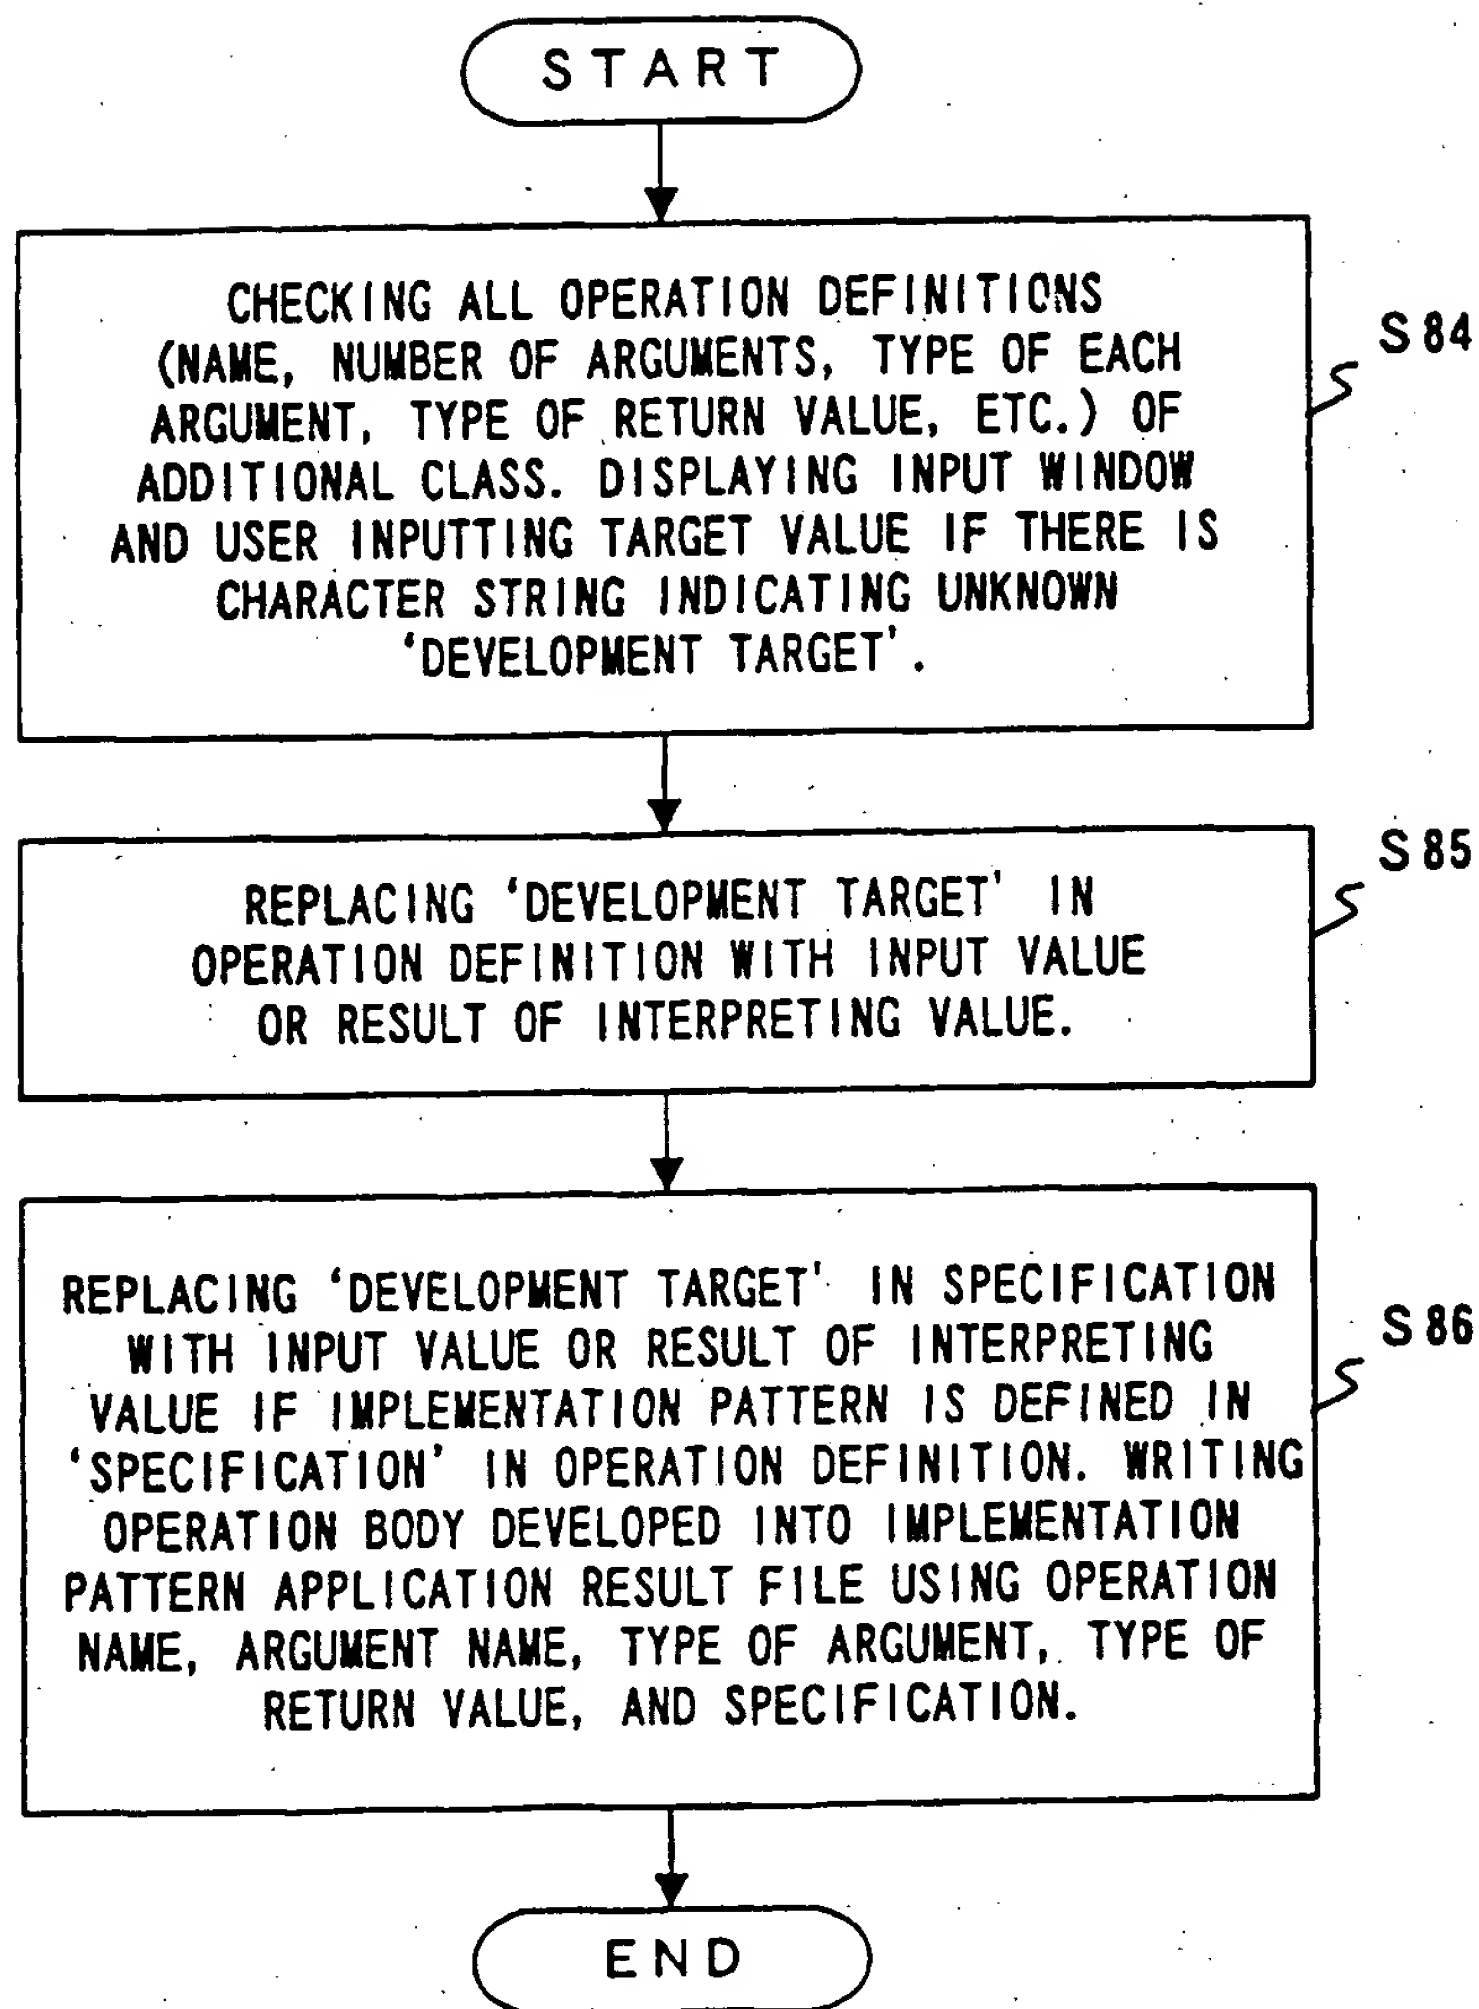 START
CHECKING ALL OPERATION DEFINITIONS
(NAME, NUMBER OF ARGUMENTS, TYPE OF EACH
ARGUMENT, TYPE OF RETURN VALUE, ETC.) OF
ADDITIONAL CLASS. DISPLAYING INPUT WINDOW
AND USER INPUTTING TARGET VALUE IF THERE IS
CHARACTER STRING INDICATING UNKNOWN
‘DEVELOPMENT TARGET’.
S84
REPLACING ‘DEVELOPMENT TARGET’ IN
OPERATION DEFINITION WITH INPUT VALUE
OR RESULT OF INTERPRETING VALUE.
S85
REPLACING ‘DEVELOPMENT TARGET’ IN SPECIFICATION
WITH INPUT VALUE OR RESULT OF INTERPRETING
VALUE IF IMPLEMENTATION PATTERN IS DEFINED IN
‘SPECIFICATION’ IN OPERATION DEFINITION. WRITING
OPERATION BODY DEVELOPED INTO IMPLEMENTATION
PATTERN APPLICATION RESULT FILE USING OPERATION
NAME, ARGUMENT NAME, TYPE OF ARGUMENT, TYPE OF
RETURN VALUE, AND SPECIFICATION.
S86
END